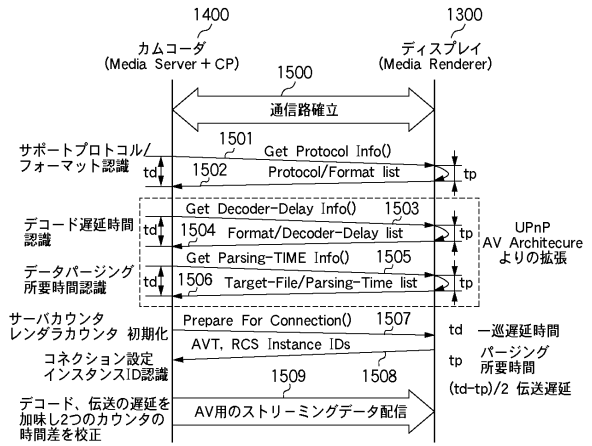 1400
カムコーダ
(Media Server+CP)
1300
ディスプレイ
(Media Renderer)
1500
通信路確立
サポートプロトコル/
フォーマット認識
1501
Get Protocol Info()
1502
Protocol/Format list
td
tp
デコード遅延時間
認識
Get Decoder-Delay Info()
1503
1504
Format/Decoder-Delay list
td
tp
UPnP
AV Architecure
よりの拡張
データパージング
所要時間認識
Get Parsing-TIME Info()
1505
1506
Target-File/Parsing-Time list
td
tp
サーバカウンタ
レンダラカウンタ 初期化
Prepare For Connection()
1507
コネクション設定
インスタンスID認識
AVT, RCS Instance IDs
1508
td 一巡遅延時間
tp パージング
所要時間
(td-tp)/2 伝送遅延
1509
デコード、伝送の遅延を
加味し2つのカウンタの
時間差を校正
AV用のストリーミングデータ配信